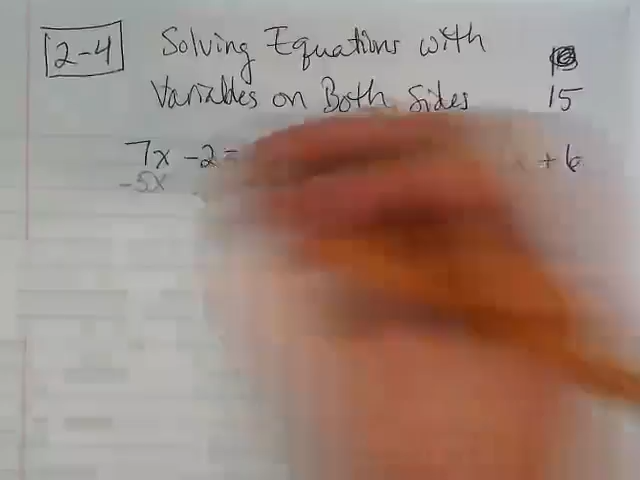 2-4 Solving Equations with
Variables on Both Sides 15
7x -2 = + 6
-5x